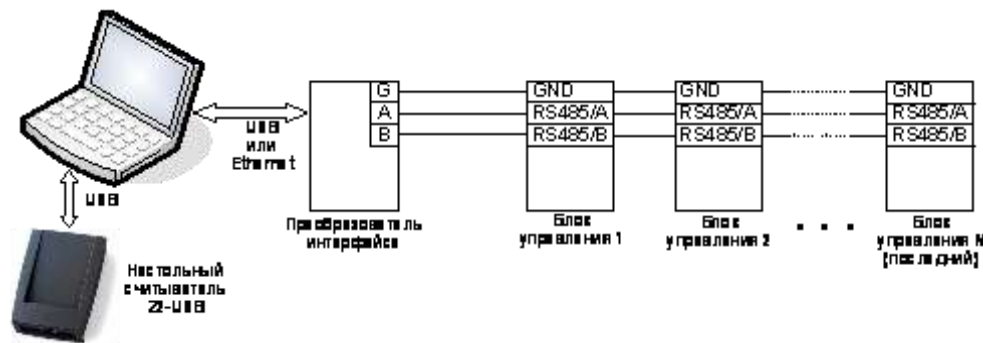 G
A
B
GND
RS485/A
RS485/B
GND
RS485/A
RS485/B
GND
RS485/A
RS485/B
USB
или
Ethernet
USB
Преобразователь
интерфейса
Блок
управления 1
Блок
управления 2
. . .
Блок
управления N
(последний)
Настольный
считыватель
Z2-USB